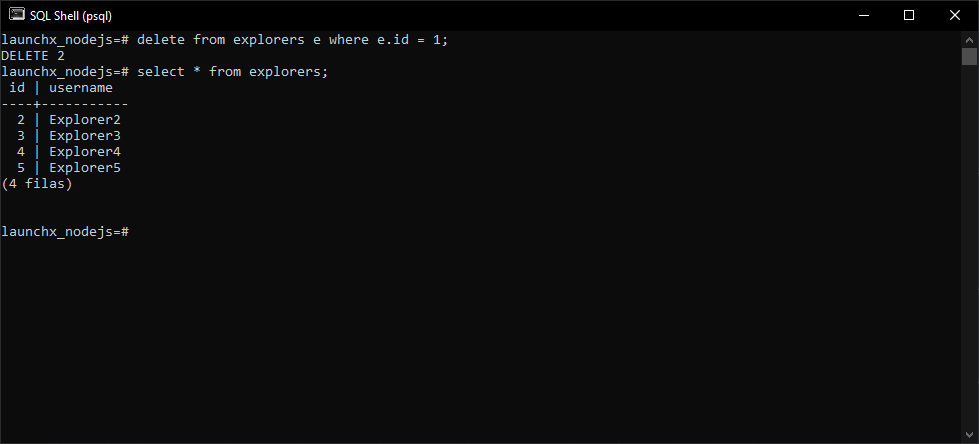 SQL Shell (psql)
launchx_nodejs=# delete from explorers e where e.id = 1;
DELETE 2
launchx_nodejs=# select * from explorers;
 id | username
----+-----------
  2 | Explorer2
  3 | Explorer3
  4 | Explorer4
  5 | Explorer5
(4 filas)
launchx_nodejs=#